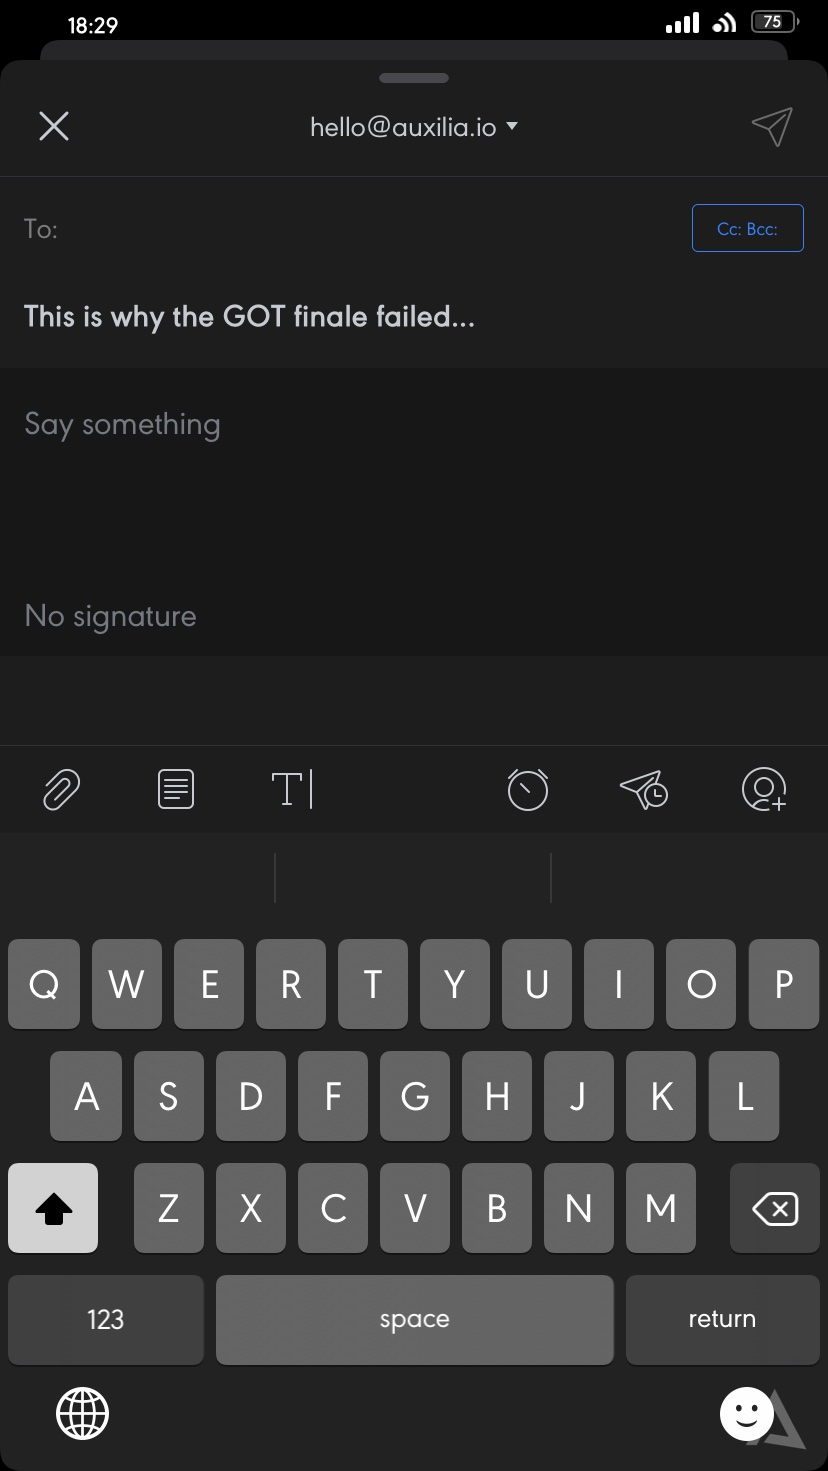 18:29
75
hello@auxilia.io
To:
Cc: Bcc:
This is why the GOT finale failed...
Say something
No signature
T
Q W E R T Y U I O P
A S D F G H J K L
Z X C V B N M
123 space return